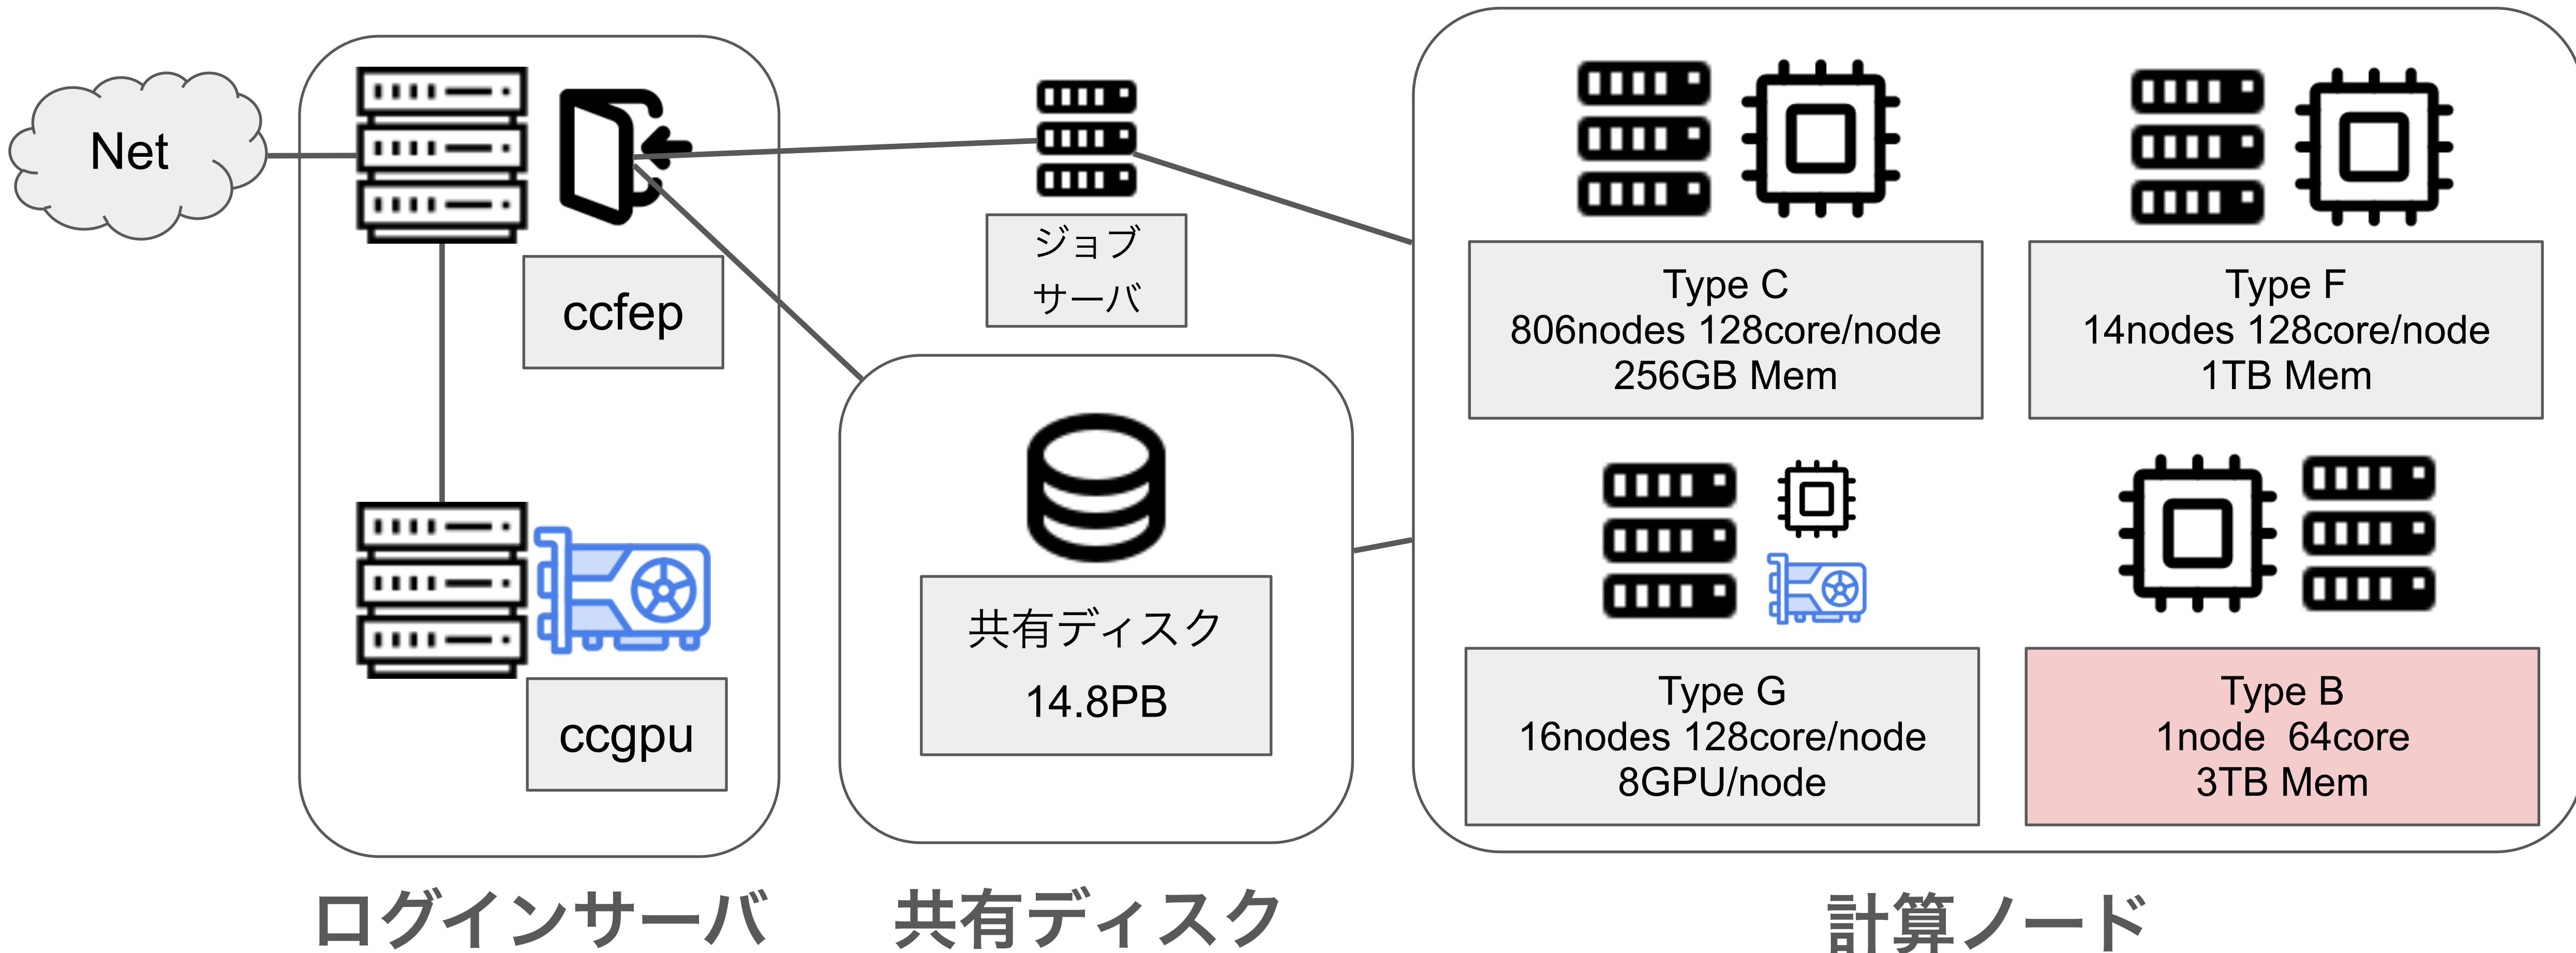 Net
ccfep
ccgpu
ログインサーバ
ジョブ
サーバ
共有ディスク
14.8PB
共有ディスク
Type C
806nodes 128core/node
256GB Mem
Type F
14nodes 128core/node
1TB Mem
Type G
16nodes 128core/node
8GPU/node
Type B
1node  64core
3TB Mem
計算ノード